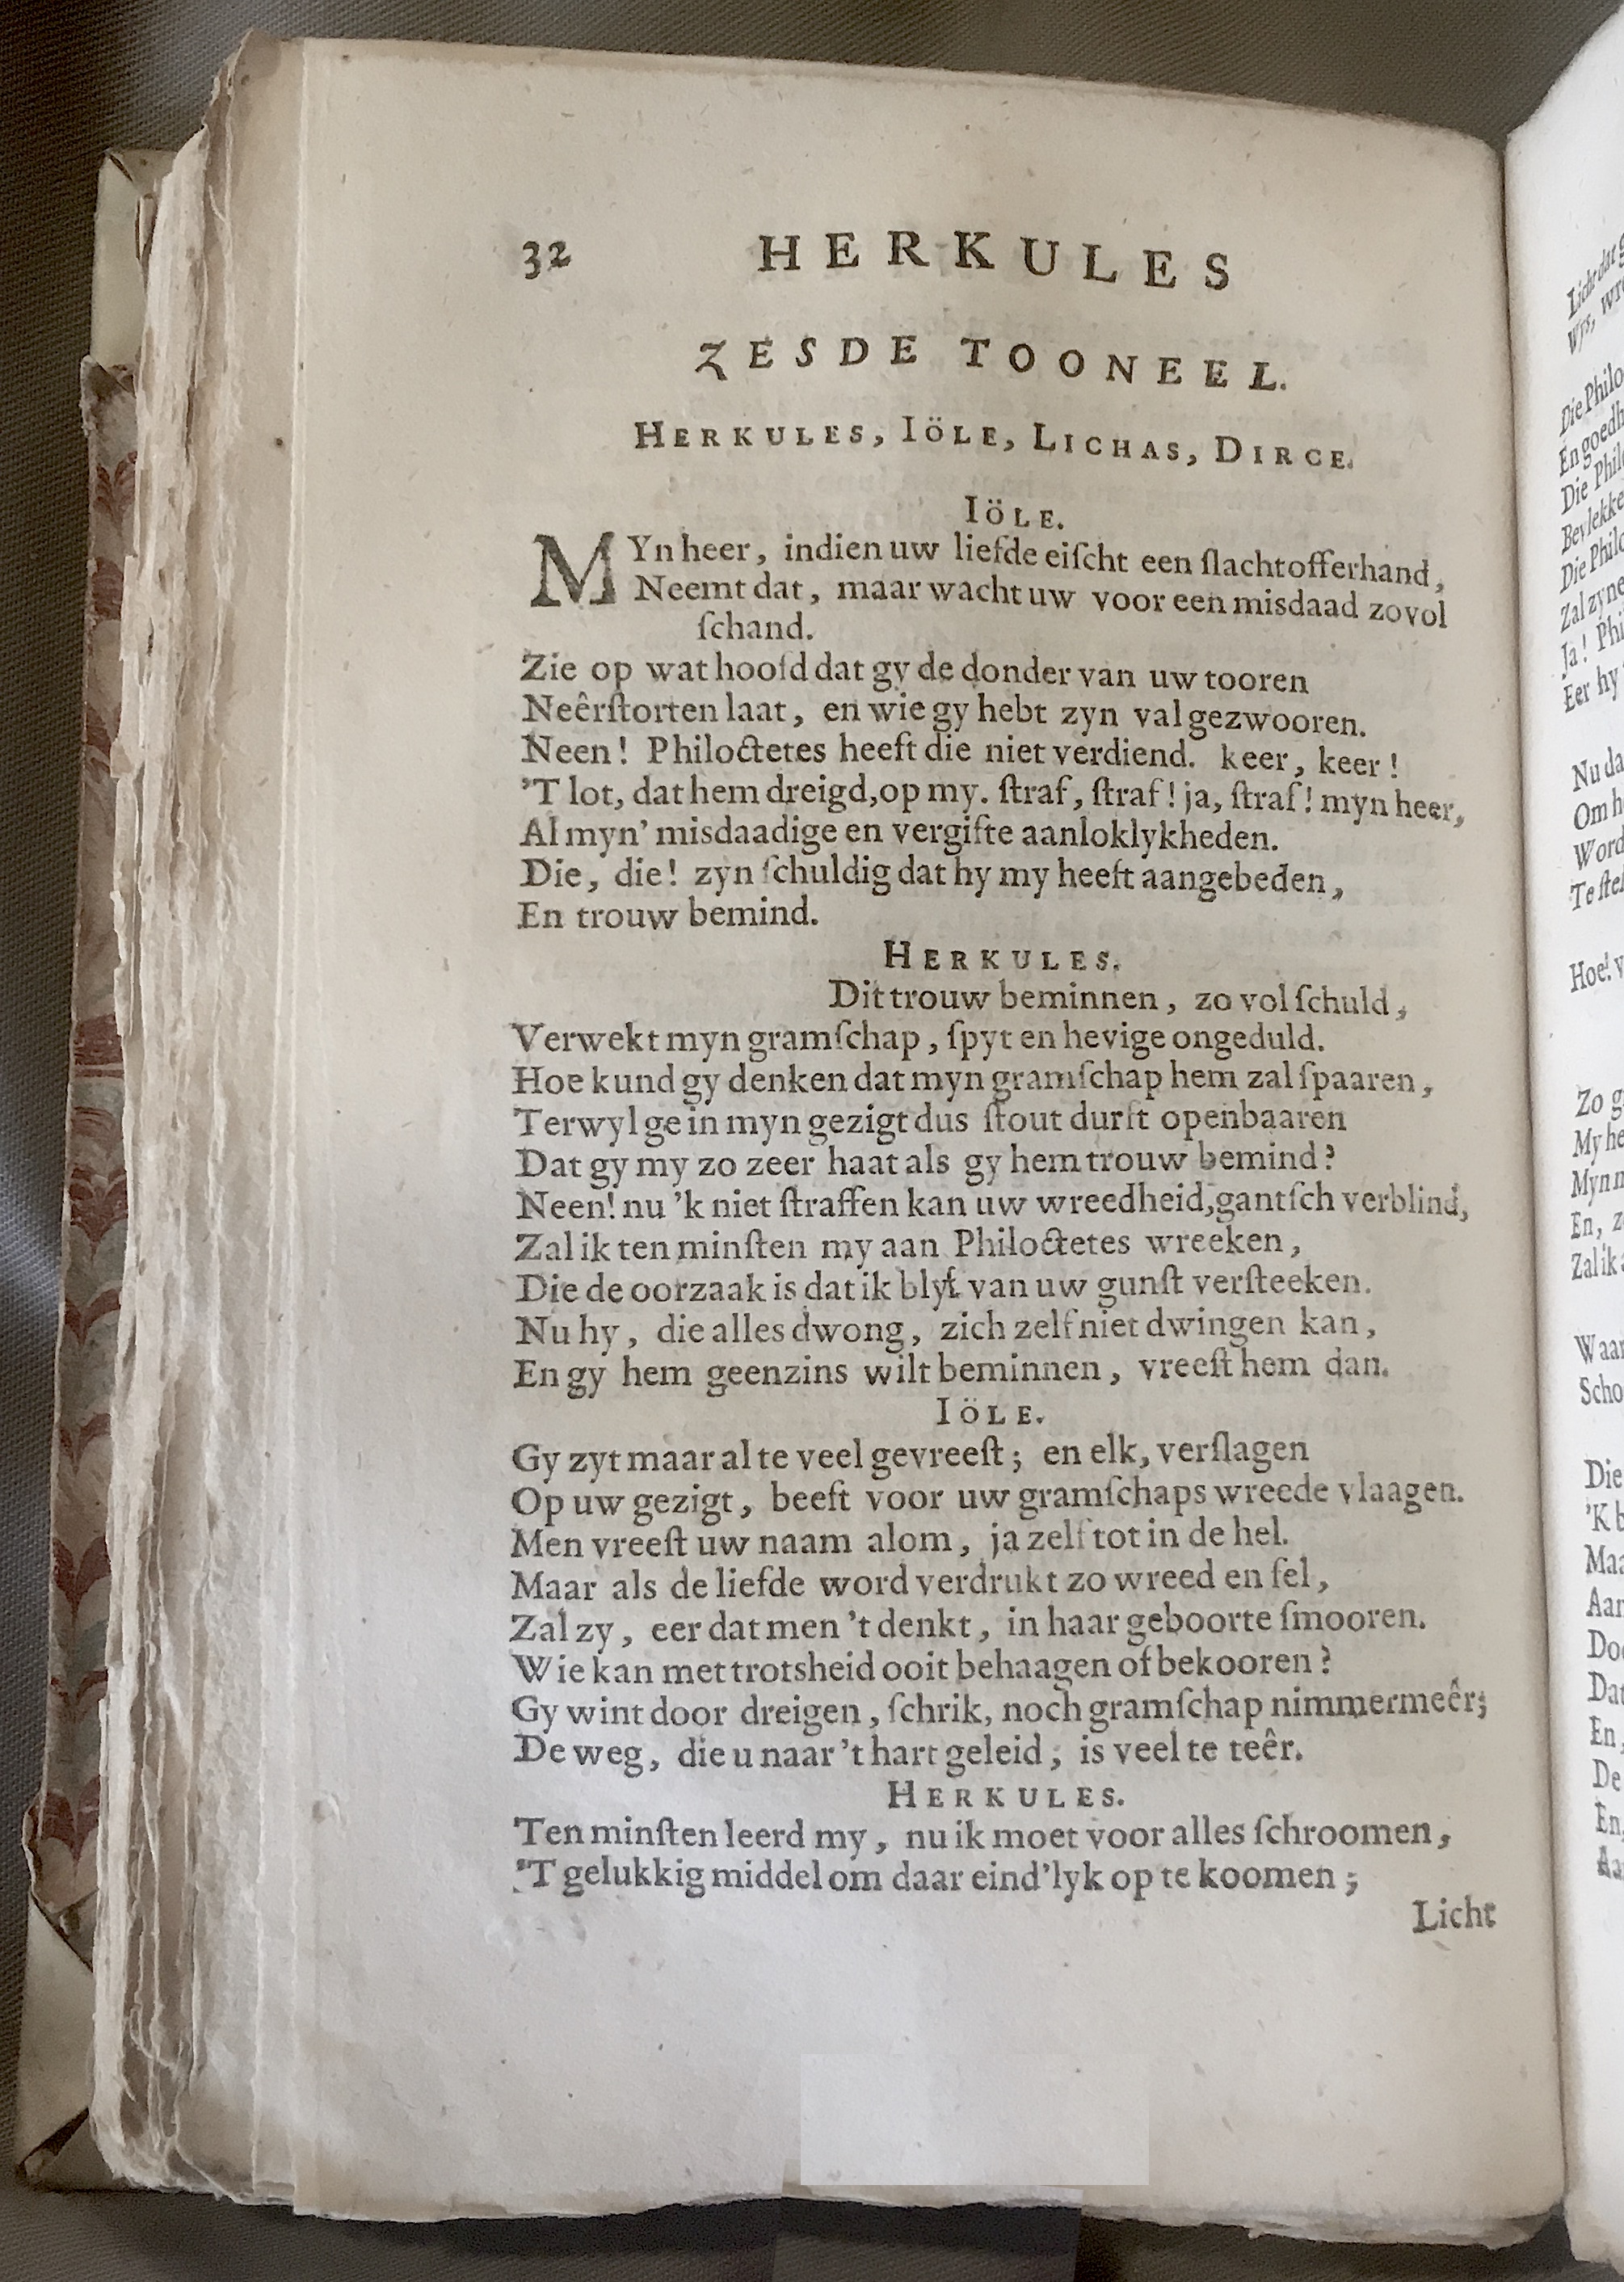 32 HERKULES
ZESDE TOONEEL.
HERKULES, IÖLE, LICHAS, DIRCE.
IÖLE.
MYn heer, indien uw liefde eiſcht een ſlachtofferhand,
Neemt dat, maar wacht uw voor een misdaad zo vol
ſchand.
Zie op wat hoofd dat gy de donder van uw tooren
Neêrſtorten laat, en wie gy hebt zyn val gezwooren.
Neen! Philoctetes heeft die niet verdiend. keer, keer!
'T lot, dat hem dreigd, op my. ſtraf, ſtraf! ja, ſtraf! myn heer,
Al myn' misdaadige en vergifte aanloklykheden.
Die, die! zyn ſchuldig dat hy my heeft aangebeden,
En trouw bemind.
HERKULES.
Dit trouw beminnen, zo vol ſchuld,
Verwekt myn gramſchap, ſpyt en hevige ongeduld.
Hoe kund gy denken dat myn gramſchap hem zal ſpaaren,
Terwyl ge in myn gezigt dus ſtout durft openbaaren
Dat gy my zo zeer haat als gy hem trouw bemind?
Neen! nu 'k niet ſtraffen kan uw wreedheid, gantſch verblind,
Zal ik ten minſten my aan Philoctetes wreeken,
Die de oorzaak is dat ik blyf van uw gunſt verſteeken.
Nu hy, die alles dwong, zich zelf niet dwingen kan,
En gy hem geenzins wilt beminnen, vreeſt hem dan.
IÖLE.
Gy zyt maar al te veel gevreeſt; en elk, verſlagen
Op uw gezigt, beeft voor uw gramſchaps wreede vlaagen.
Men vreeſt uw naam alom, ja zelf tot in de hel.
Maar als de liefde word verdrukt zo wreed en fel,
Zal zy, eer dat men 't denkt, in haar geboorte ſmooren.
Wie kan met trotsheid ooit behaagen of bekooren?
Gy wint door dreigen, ſchrik, noch gramſchap nimmermeêr;
De weg, die u naar 't hart geleid, is veel te teêr.
HERKULES.
Ten minſten leerd my, nu ik moet voor alles ſchroomen,
'T gelukkig middel om daar eind'lyk op te koomen;
Licht